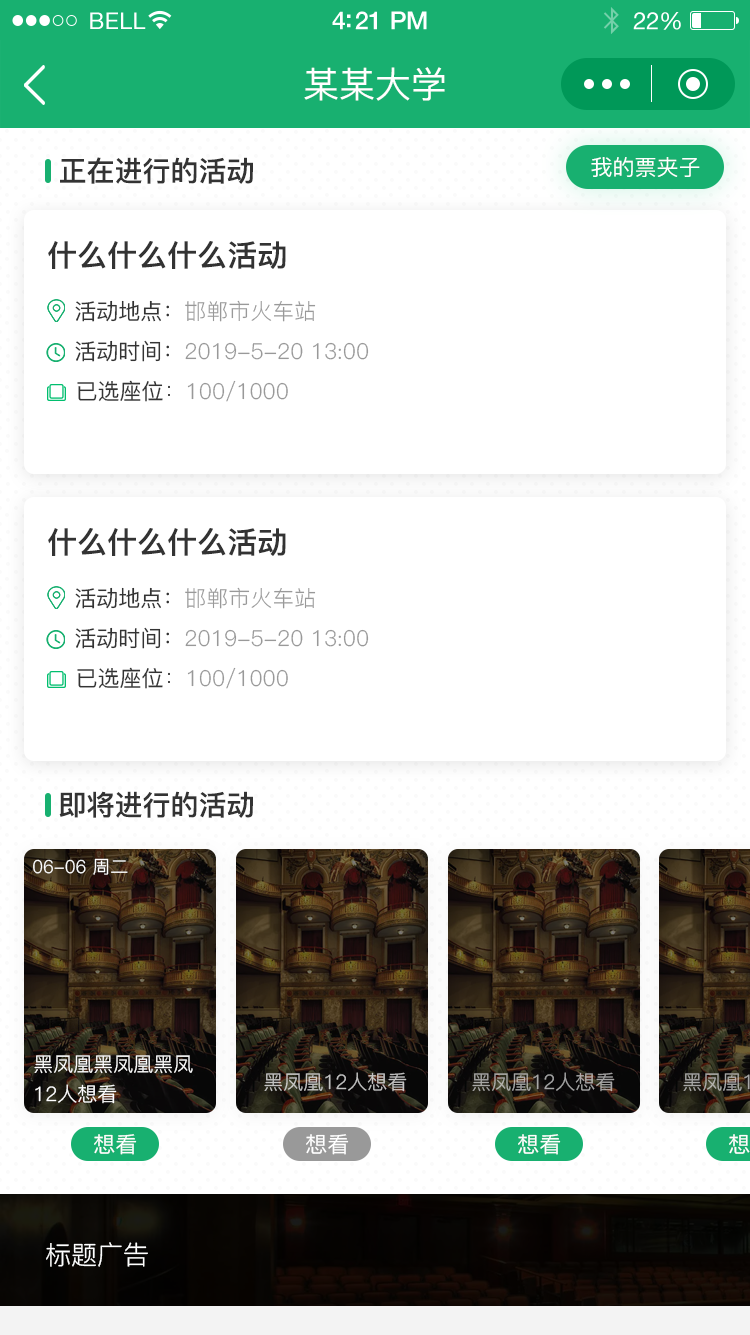 BELL 4:21 PM 22%
某某大学
正在进行的活动
我的票夹子
什么什么什么活动
活动地点：邯郸市火车站
活动时间：2019-5-20 13:00
已选座位：100/1000
什么什么什么活动
活动地点：邯郸市火车站
活动时间：2019-5-20 13:00
已选座位：100/1000
即将进行的活动
06-06 周二
黑凤凰黑凤凰黑凤
12人想看
黑凤凰12人想看
黑凤凰12人想看
黑凤凰1
想看
想看
想看
想
标题广告